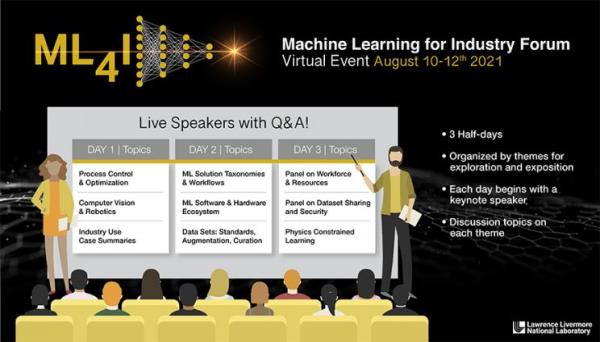 ML4I
Machine Learning for Industry Forum
Virtual Event August 10-12th 2021
Live Speakers with Q&A!
DAY 1 | Topics
Process Control
& Optimization
Computer Vision
& Robotics
Industry Use
Case Summaries
DAY 2 | Topics
ML Solution Taxonomies
& Workflows
ML Software & Hardware
Ecosystem
Data Sets: Standards,
Augmentation, Curation
DAY 3 | Topics
Panel on Workforce
& Resources
Panel on Dataset Sharing
and Security
Physics Constrained
Learning
• 3 Half-days
• Organized by themes for
exploration and exposition
• Each day begins with a
keynote speaker
• Discussion topics on
each theme
Lawrence Livermore
National Laboratory